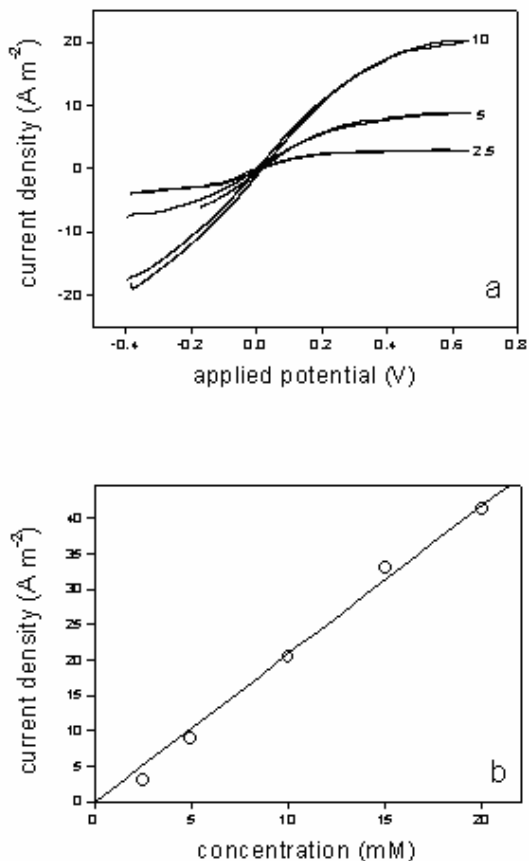 20
10
0
-10
-20
current density (A m-2)
10
5
2.5
a
-0.4 -0.2 0.0 0.2 0.4 0.6 0.8
applied potential (V)
40
35
30
25
20
15
10
5
0
current density (A m-2)
b
0 5 10 15 20
concentration (mM)